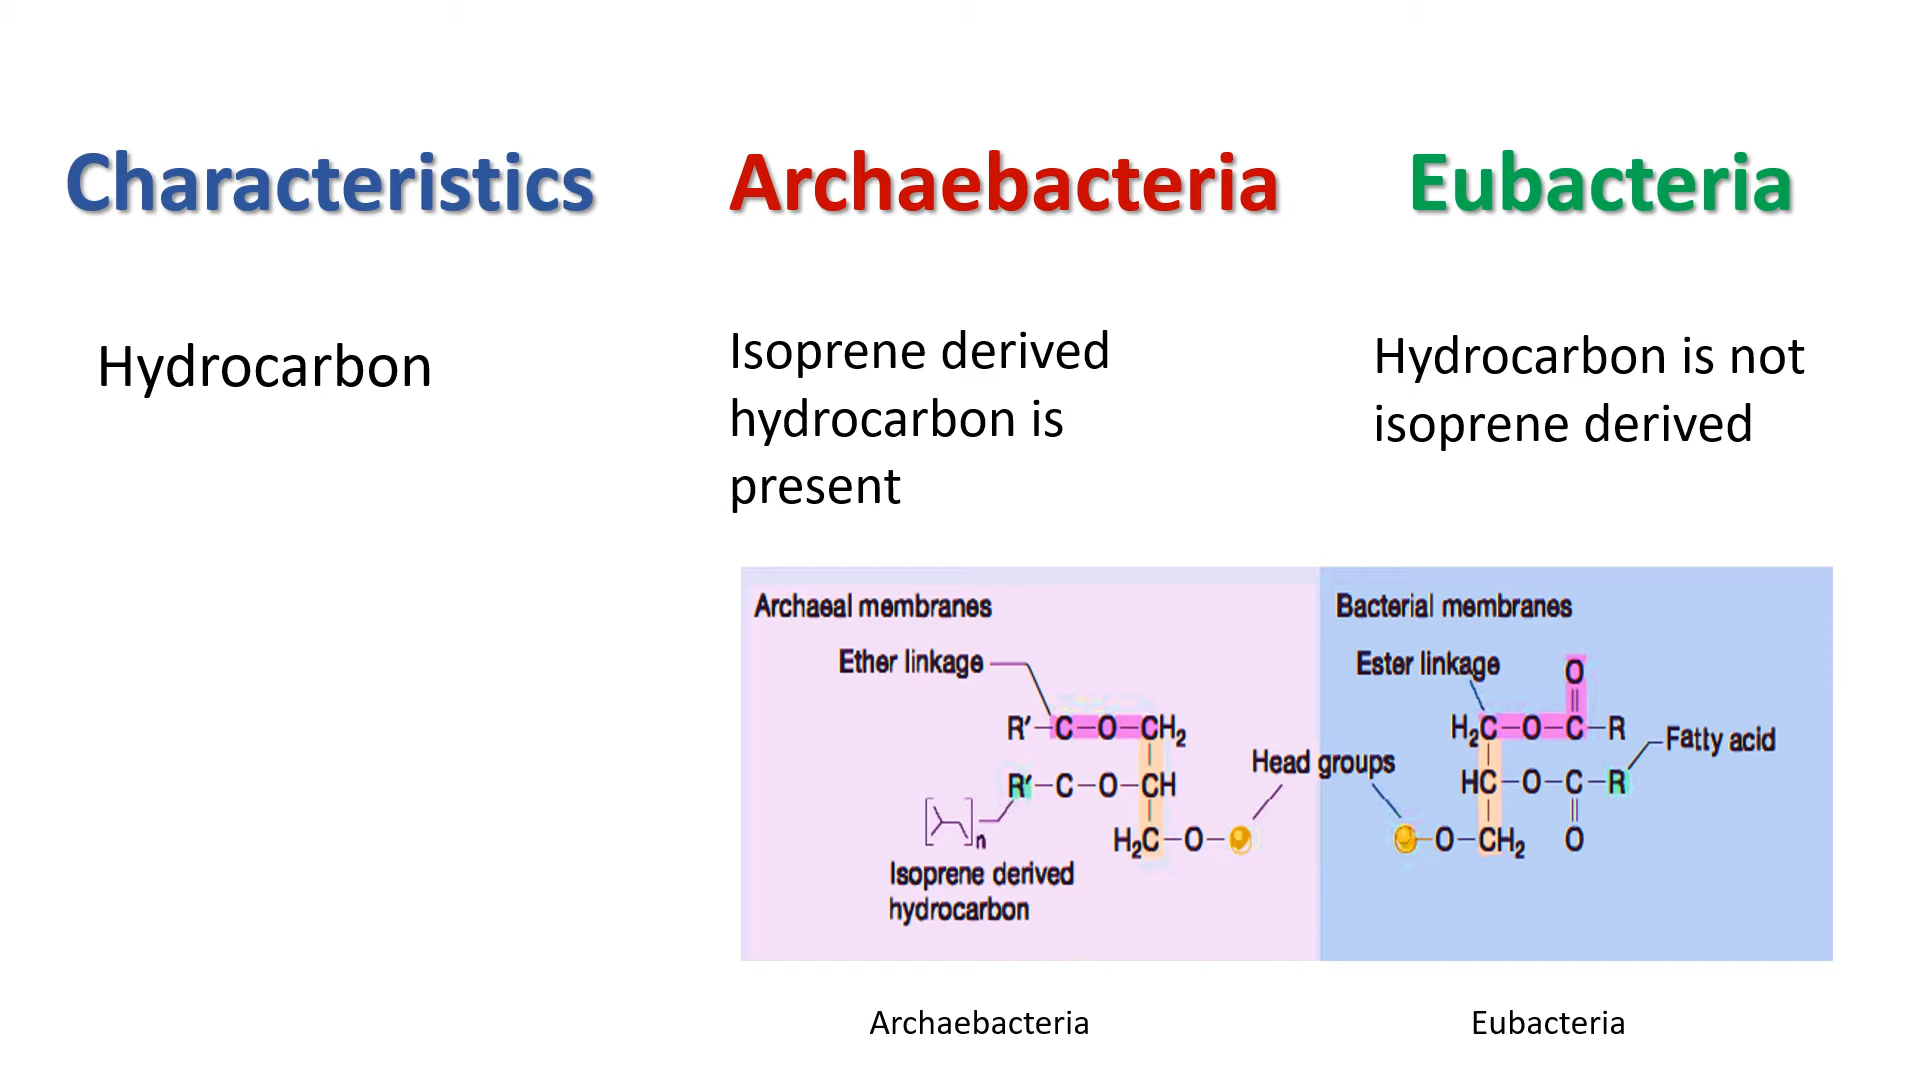 Characteristics Archaebacteria Eubacteria
Hydrocarbon
Isoprene derived
hydrocarbon is
present
Hydrocarbon is not
isoprene derived
Archaeal membranes
Ether linkage
R′–C–O–CH₂
R′–C–O–CH
H₂C–O–
n
Isoprene derived
hydrocarbon
Head groups
Bacterial membranes
Ester linkage
O
H₂C–O–C–R
Fatty acid
HC–O–C–R
O–CH₂ O
Archaebacteria
Eubacteria